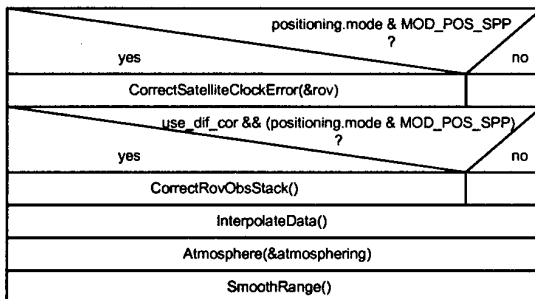 positioning.mode & MOD_POS_SPP
?
yes
no
CorrectSatelliteClockError(&rov)
use_dif_cor && (positioning.mode & MOD_POS_SPP)
?
yes
no
CorrectRovObsStack()
InterpolateData()
Atmosphere(&atmosphering)
SmoothRange()